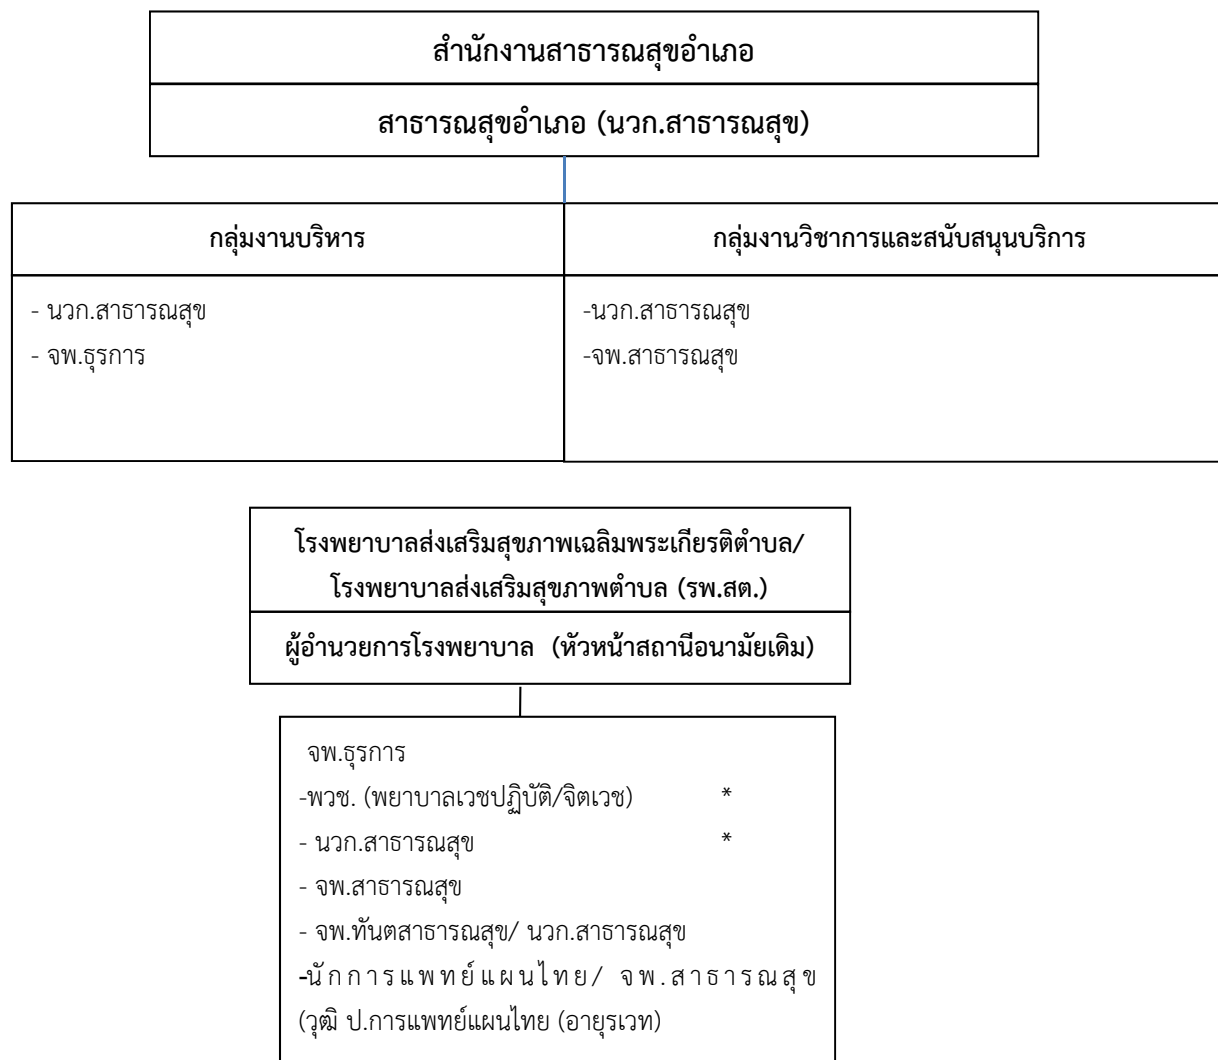 สำนักงานสาธารณสุขอำเภอ
สาธารณสุขอำเภอ (นวก.สาธารณสุข)
กลุ่มงานบริหาร
- นวก.สาธารณสุข
- จพ.ธุรการ
กลุ่มงานวิชาการและสนับสนุนบริการ
-นวก.สาธารณสุข
-จพ.สาธารณสุข
โรงพยาบาลส่งเสริมสุขภาพเฉลิมพระเกียรติตำบล/
โรงพยาบาลส่งเสริมสุขภาพตำบล (รพ.สต.)
ผู้อำนวยการโรงพยาบาล (หัวหน้าสถานีอนามัยเดิม)
จพ.ธุรการ
-พวช. (พยาบาลเวชปฏิบัติ/จิตเวช) *
- นวก.สาธารณสุข *
- จพ.สาธารณสุข
- จพ.ทันตสาธารณสุข/ นวก.สาธารณสุข
-นักการแพทย์แผนไทย/ จพ.สาธารณสุข
(วุฒิ ป.การแพทย์แผนไทย (อายุรเวท)